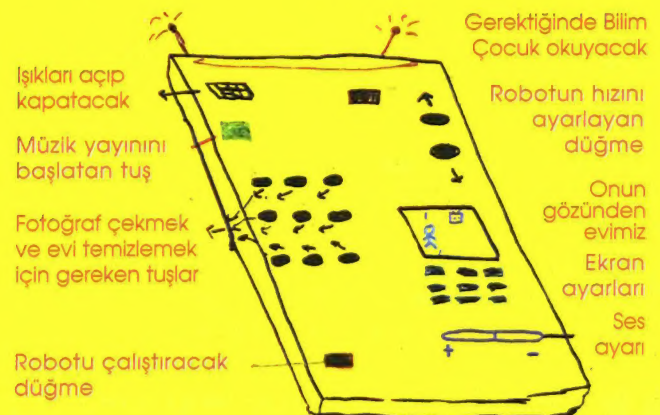 Gerektiğinde Bilim
Çocuk okuyacak
Işıkları açıp
kapatacak
Robotun hızını
ayarlayan
düğme
Müzik yayınını
başlatan tuş
Onun
gözünden
evimiz
Fotoğraf çekmek
ve evi temizlemek
için gereken tuşlar
Ekran
ayarları
Ses
ayarı
+ -
Robotu çalıştıracak
düğme